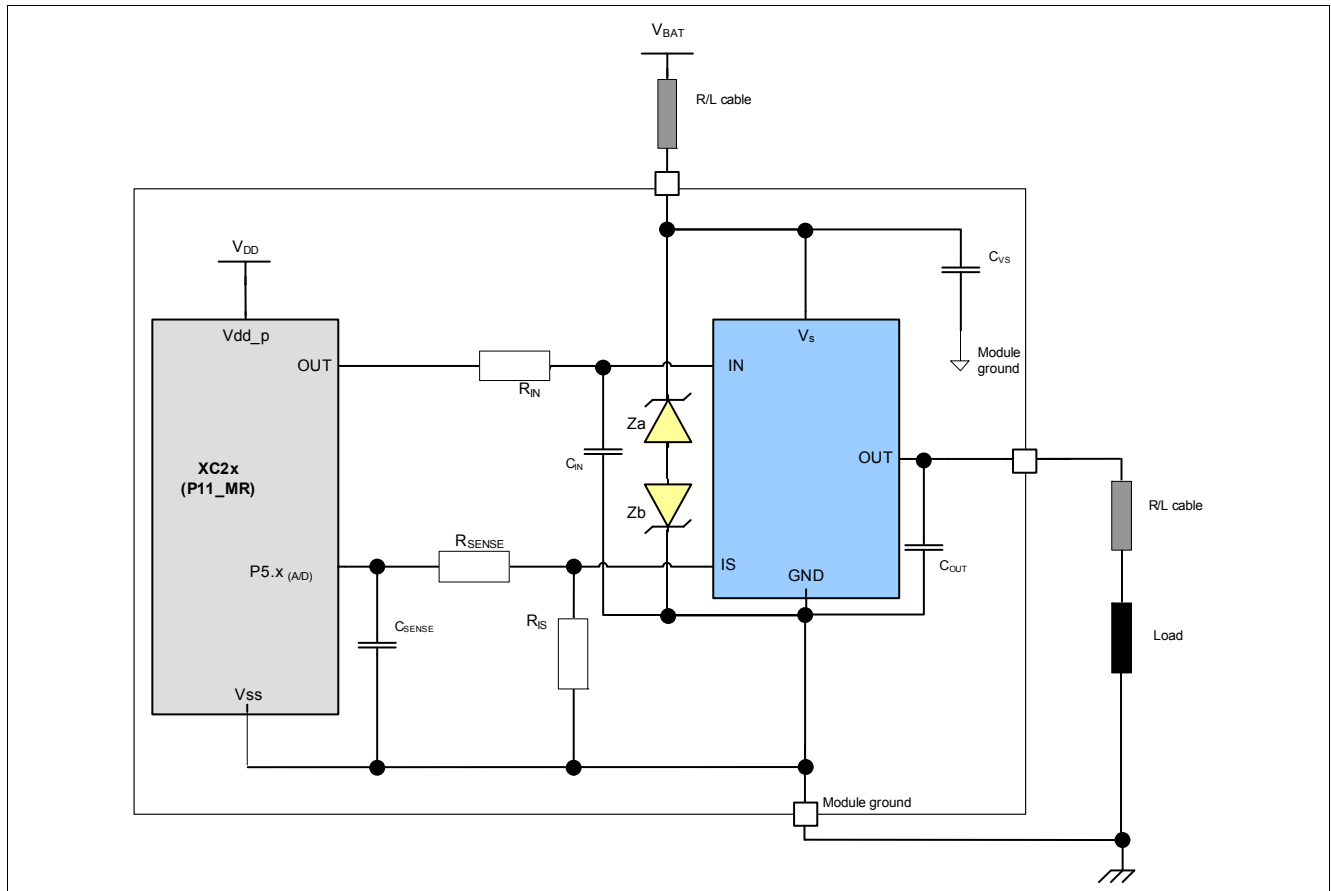 VBAT
R/L cable
VDD
CVS
Vdd_p
Vs
OUT
IN
Module
ground
RIN
Za
CIN
OUT
XC2x
(P11_MR)
Zb
R/L cable
RSENSE
P5.x (A/D)
IS
GND
COUT
RIS
CSENSE
Load
Vss
Module ground